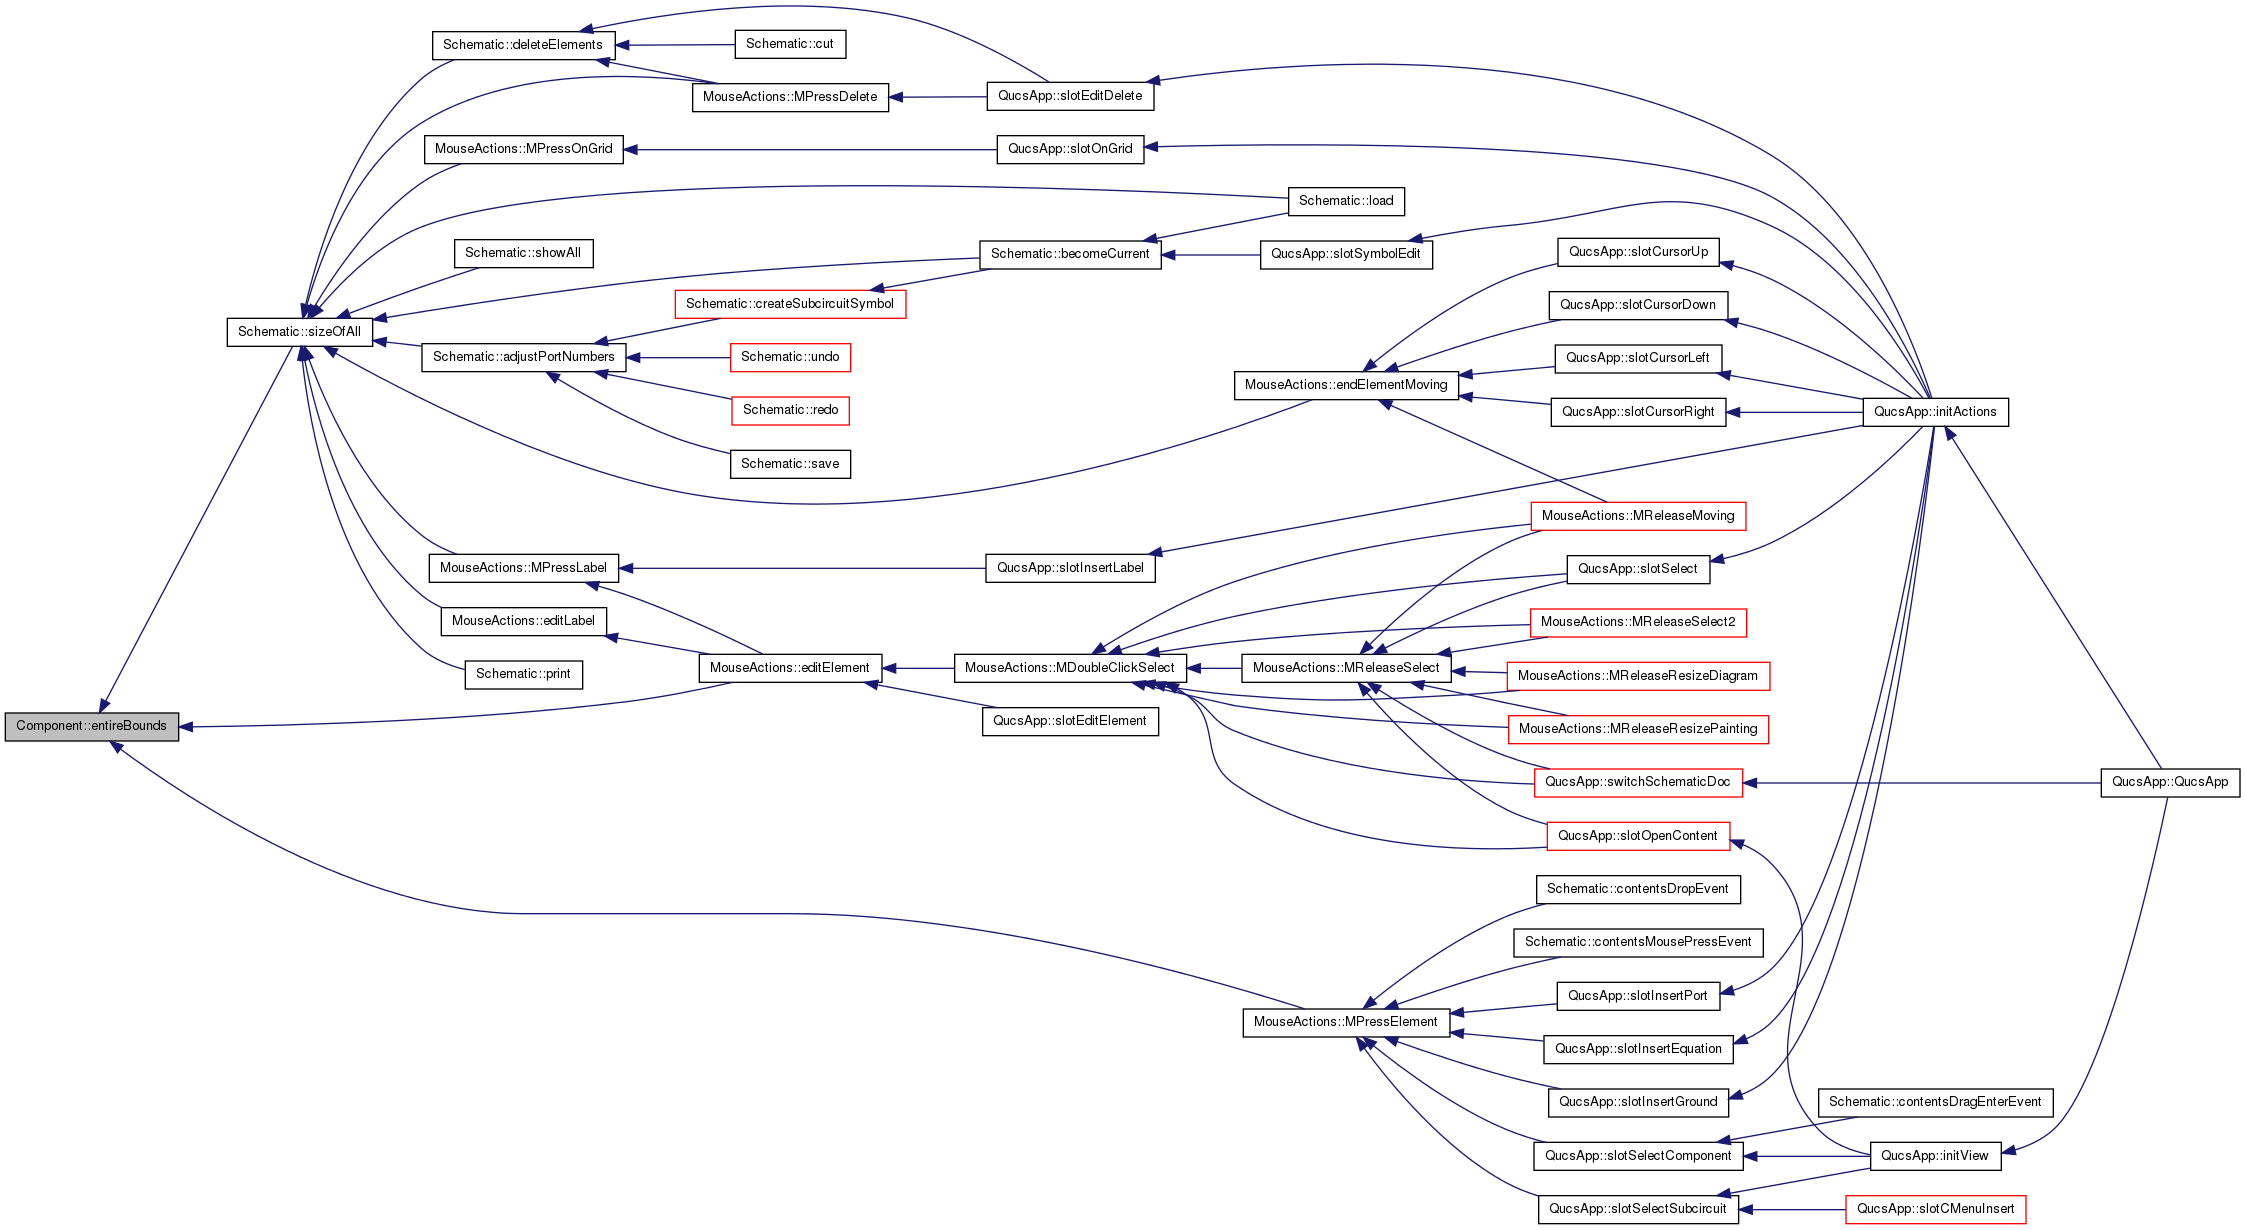 Schematic::deleteElements
Schematic::cut
MouseActions::MPressDelete
QucsApp::slotEditDelete
MouseActions::MPressOnGrid
QucsApp::slotOnGrid
Schematic::load
Schematic::showAll
Schematic::becomeCurrent
QucsApp::slotSymbolEdit
QucsApp::slotCursorUp
Schematic::createSubcircuitSymbol
QucsApp::slotCursorDown
Schematic::sizeOfAll
Schematic::adjustPortNumbers
Schematic::undo
QucsApp::slotCursorLeft
MouseActions::endElementMoving
Schematic::redo
QucsApp::slotCursorRight
QucsApp::initActions
Schematic::save
MouseActions::MReleaseMoving
MouseActions::MPressLabel
QucsApp::slotInsertLabel
QucsApp::slotSelect
MouseActions::editLabel
MouseActions::MReleaseSelect2
Schematic::print
MouseActions::editElement
MouseActions::MDoubleClickSelect
MouseActions::MReleaseSelect
MouseActions::MReleaseResizeDiagram
Component::entireBounds
QucsApp::slotEditElement
MouseActions::MReleaseResizePainting
QucsApp::switchSchematicDoc
QucsApp::QucsApp
QucsApp::slotOpenContent
Schematic::contentsDropEvent
Schematic::contentsMousePressEvent
QucsApp::slotInsertPort
MouseActions::MPressElement
QucsApp::slotInsertEquation
QucsApp::slotInsertGround
Schematic::contentsDragEnterEvent
QucsApp::slotSelectComponent
QucsApp::initView
QucsApp::slotSelectSubcircuit
QucsApp::slotCMenuInsert